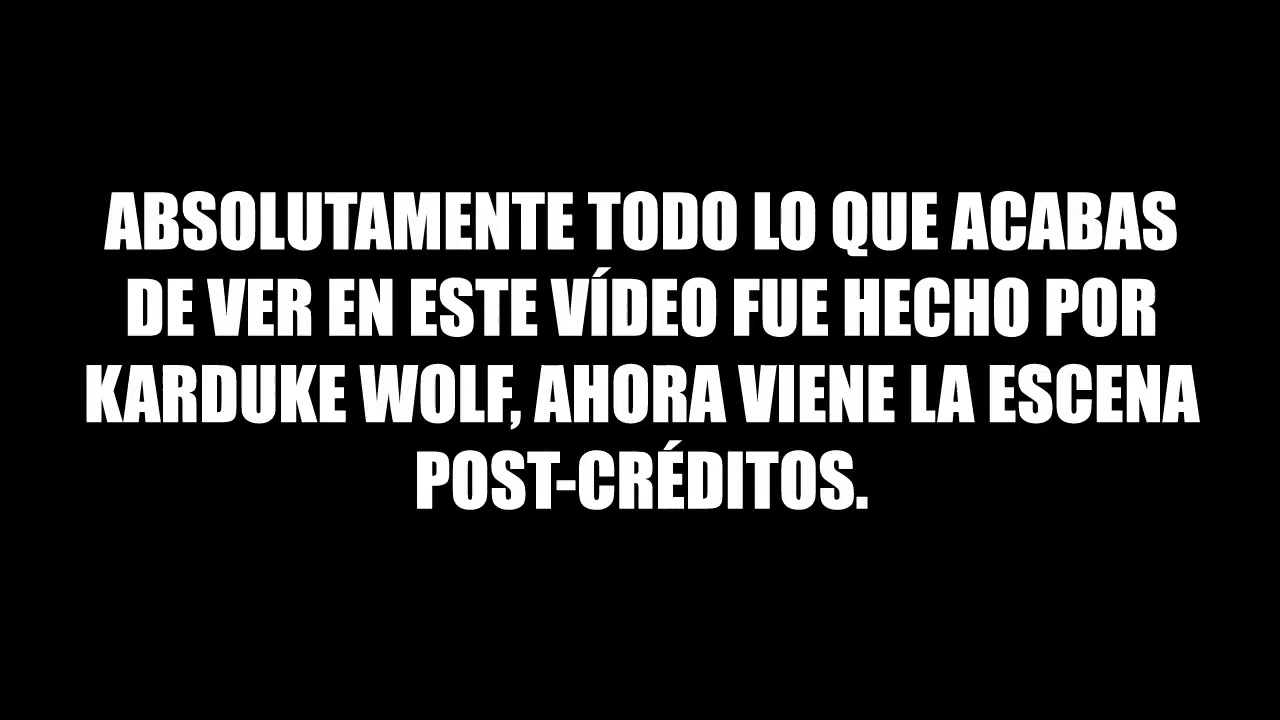 ABSOLUTAMENTE TODO LO QUE ACABAS
DE VER EN ESTE VÍDEO FUE HECHO POR
KARDUKE WOLF, AHORA VIENE LA ESCENA
POST-CRÉDITOS.